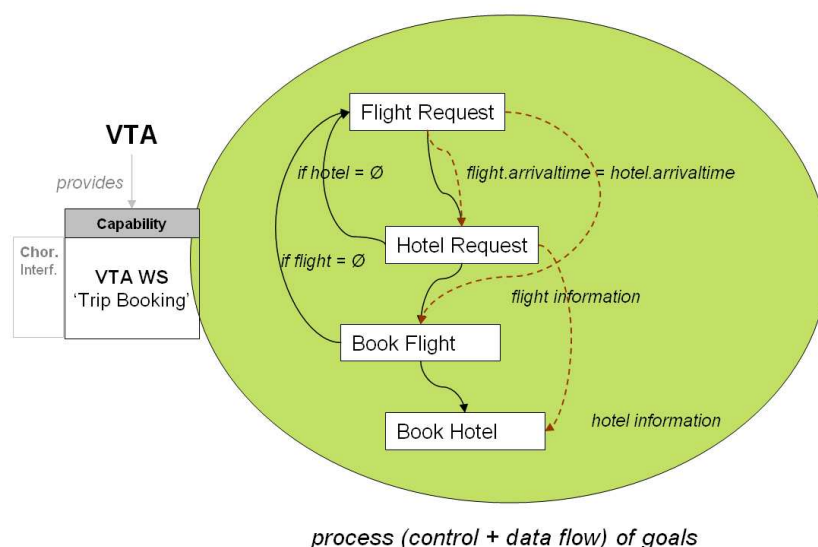 Flight Request
VTA
if hotel = Ø
flight.arrivaltime = hotel.arrivaltime
provides
Capability
Hotel Request
Chor.
Interf.
VTA WS
‘Trip Booking’
if flight = Ø
flight information
Book Flight
hotel information
Book Hotel
process (control + data flow) of goals